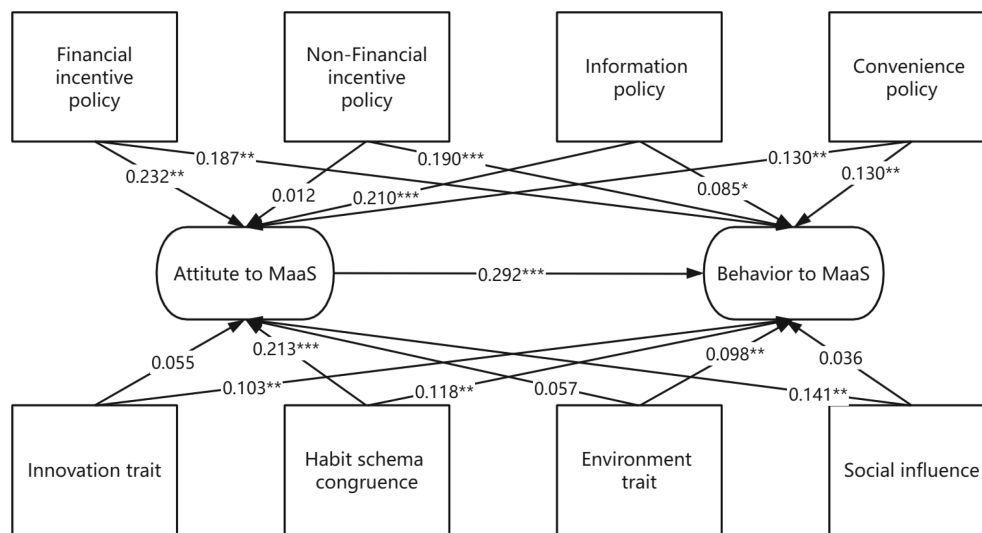 Financial
incentive
policy
Non-Financial
incentive
policy
Information
policy
Convenience
policy
0.187**
0.190***
0.130**
0.232**
0.012
0.210***
0.085*
0.130**
Attitute to MaaS
0.292***
Behavior to MaaS
0.055
0.213***
0.098**
0.036
0.103**
0.118**
0.057
0.141**
Innovation trait
Habit schema
congruence
Environment
trait
Social influence